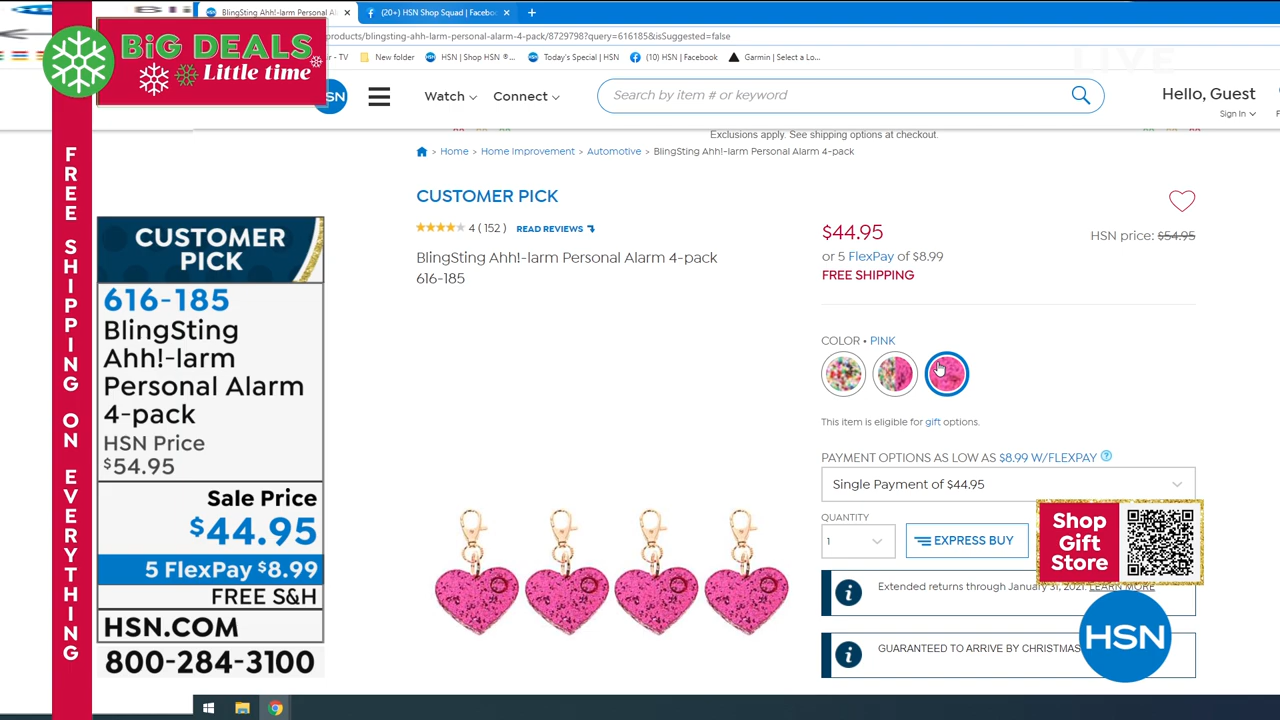 BlingSting Ahh!-larm Personal Al
(20+) HSN Shop Squad | Faceboo
products/blingsting-ahh-larm-personal-alarm-4-pack/8729798?query=616185&isSuggested=false
r - TV
New folder
HSN | Shop HSN ®...
Today's Special | HSN
(10) HSN | Facebook
Garmin | Select a Lo...
LIVE
BiG DEALS
Little time
HSN
Watch
Connect
Search by item # or keyword
Hello, Guest
Sign In
Exclusions apply. See shipping options at checkout.
> Home > Home Improvement > Automotive > BlingSting Ahh!-larm Personal Alarm 4-pack
CUSTOMER PICK
4 (152) READ REVIEWS
BlingSting Ahh!-larm Personal Alarm 4-pack
616-185
$44.95
HSN price: $54.95
or 5 FlexPay of $8.99
FREE SHIPPING
COLOR • PINK
This item is eligible for gift options.
PAYMENT OPTIONS AS LOW AS $8.99 W/FLEXPAY ?
Single Payment of $44.95
QUANTITY
1
EXPRESS BUY
Extended returns through January 31, 2021. LEARN MORE
GUARANTEED TO ARRIVE BY CHRISTMAS
Shop
Gift
Store
HSN
FREE SHIPPING ON EVERYTHING
CUSTOMER
PICK
616-185
BlingSting
Ahh!-larm
Personal Alarm
4-pack
HSN Price
$54.95
Sale Price
$44.95
5 FlexPay $8.99
FREE S&H
HSN.COM
800-284-3100